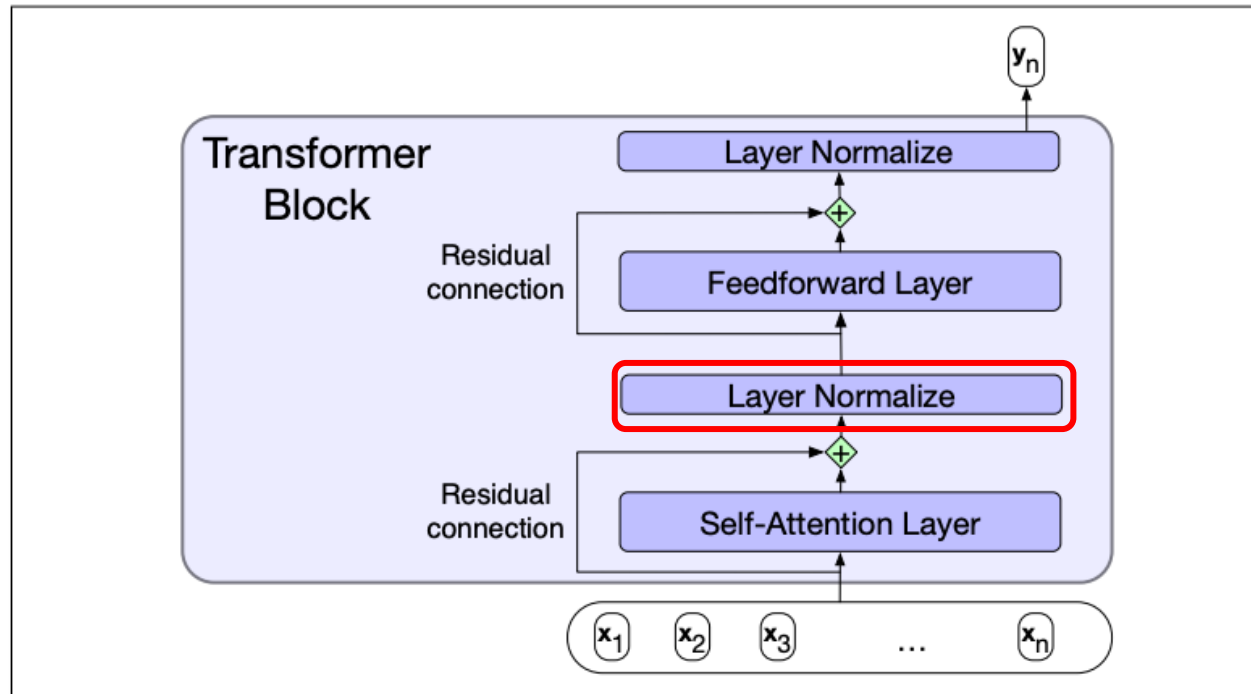 yn
Transformer
Block
Layer Normalize
+
Residual
connection
Feedforward Layer
Layer Normalize
+
Residual
connection
Self-Attention Layer
x1 x2 x3 ... xn